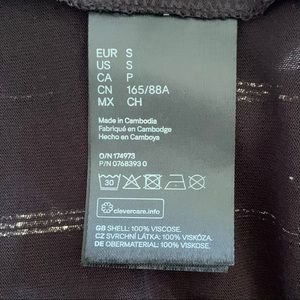 EUR S
US S
CA P
CN 165/88A
MX CH
Made in Cambodia
Fabriqué en Cambodge
Hecho en Camboya
O/N 174973
P/N 0768393 0
30
clevercare.info
GB SHELL: 100% VISCOSE.
CZ SVRCHNÍ LÁTKA: 100% VISKÓZA.
DE OBERMATERIAL: 100% VISKOSE.